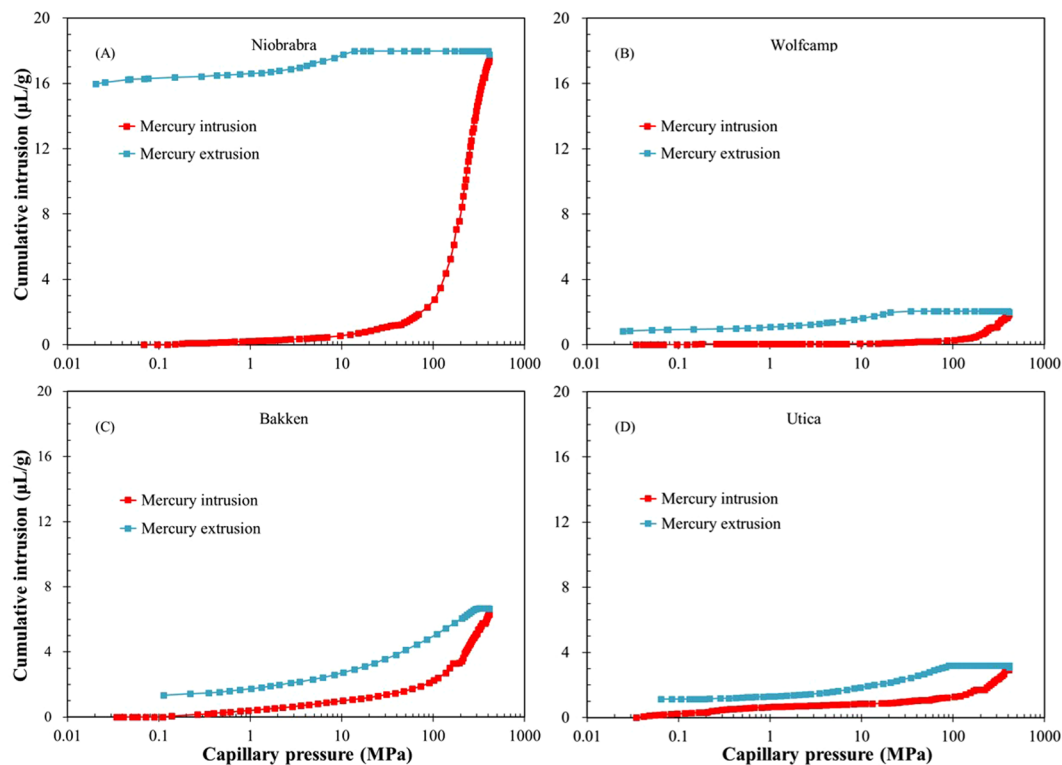 20
16
12
8
4
0
(A)
Niobrabra
Mercury intrusion
Mercury extrusion
0.01 0.1 1 10 100 1000
Cumulative intrusion (µL/g)
20
16
12
8
4
0
(B)
Wolfcamp
Mercury intrusion
Mercury extrusion
0.01 0.1 1 10 100 1000
20
16
12
8
4
0
(C)
Bakken
Mercury intrusion
Mercury extrusion
0.01 0.1 1 10 100 1000
Cumulative intrusion (µL/g)
Capillary pressure (MPa)
20
16
12
8
4
0
(D)
Utica
Mercury intrusion
Mercury extrusion
0.01 0.1 1 10 100 1000
Capillary pressure (MPa)